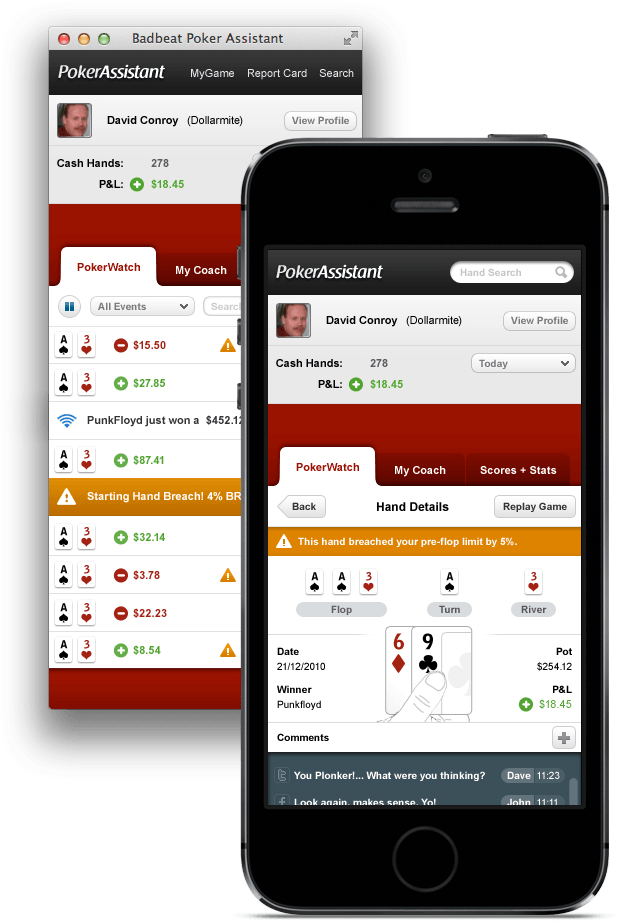 Badbeat Poker Assistant
PokerAssistant MyGame Report Card Search
David Conroy (Dollarmite) View Profile
Cash Hands: 278
P&L: $18.45
PokerWatch My Coach
All Events Search
A 3 $15.50
A 3 $27.85
PunkFloyd just won a $452.12
A 3 $87.41
Starting Hand Breach! 4% BR
A 3 $32.14
A 3 $3.78
A 3 $22.23
A 3 $8.54
PokerAssistant Hand Search
David Conroy (Dollarmite) View Profile
Cash Hands: 278 Today
P&L: $18.45
PokerWatch My Coach Scores + Stats
Back Hand Details Replay Game
This hand breached your pre-flop limit by 5%.
A A 3 A 3
Flop Turn River
6 9
Date Pot
21/12/2010 $254.12
Winner P&L
Punkfloyd $18.45
Comments
You Plonker!... What were you thinking? Dave 11:23
Look again, makes sense, Yo! John 11:11